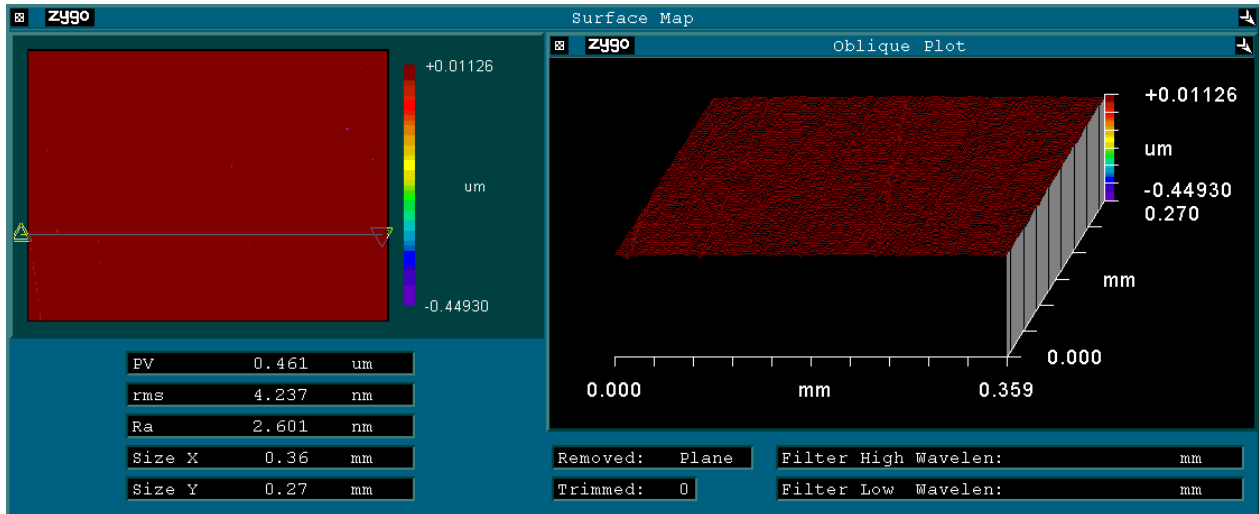 zygo Surface Map
+0.01126
um
-0.44930
zygo Oblique Plot
+0.01126
um
-0.44930
0.270
mm
0.000
0.000 mm 0.359
PV 0.461 um
rms 4.237 nm
Ra 2.601 nm
Size X 0.36 mm
Size Y 0.27 mm
Removed: Plane
Trimmed: 0
Filter High Wavelen: mm
Filter Low Wavelen: mm